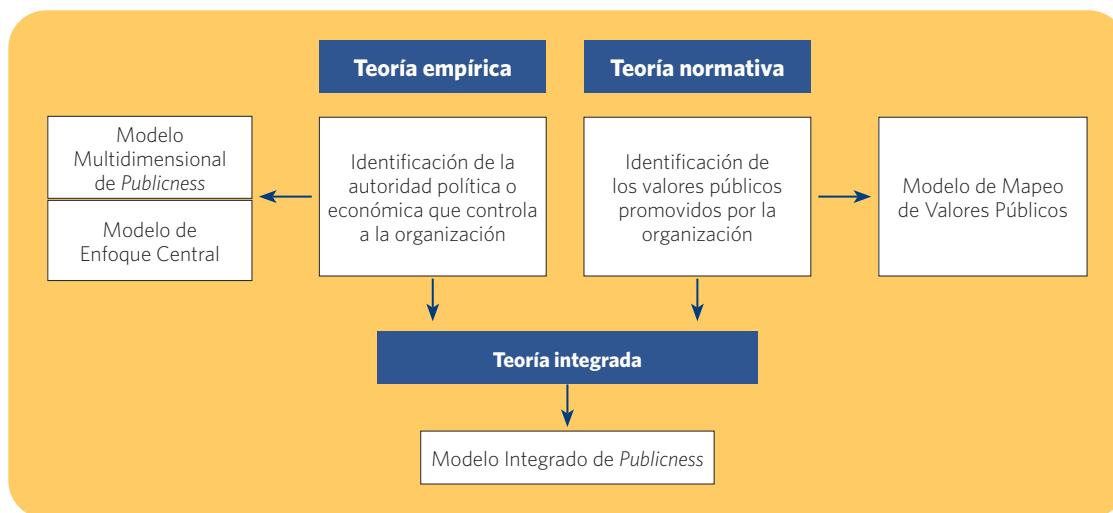 Teoría empírica
Teoría normativa
Modelo
Multidimensional
de Publicness
Modelo de
Enfoque Central
Identificación de la
autoridad política o
económica que controla
a la organización
Identificación de
los valores públicos
promovidos por la
organización
Modelo de Mapeo
de Valores Públicos
Teoría integrada
Modelo Integrado de Publicness